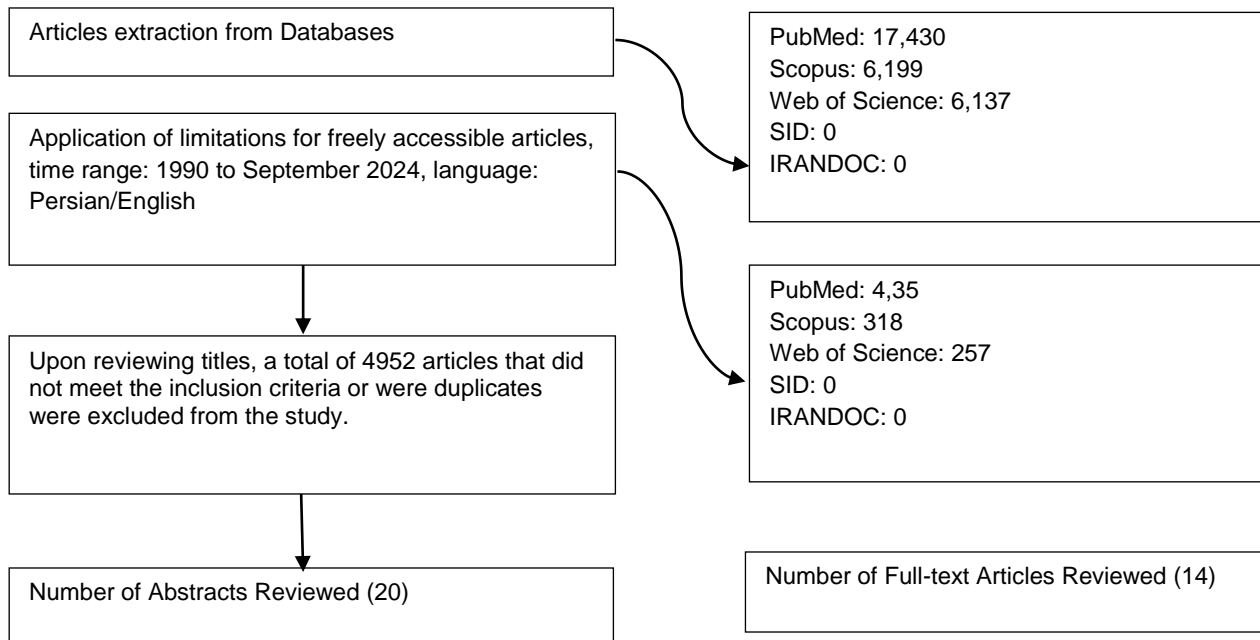 Articles extraction from Databases
PubMed: 17,430
Scopus: 6,199
Web of Science: 6,137
SID: 0
IRANDOC: 0
Application of limitations for freely accessible articles,
time range: 1990 to September 2024, language:
Persian/English
PubMed: 4,35
Scopus: 318
Web of Science: 257
SID: 0
IRANDOC: 0
Upon reviewing titles, a total of 4952 articles that did
not meet the inclusion criteria or were duplicates
were excluded from the study.
Number of Abstracts Reviewed (20)
Number of Full-text Articles Reviewed (14)